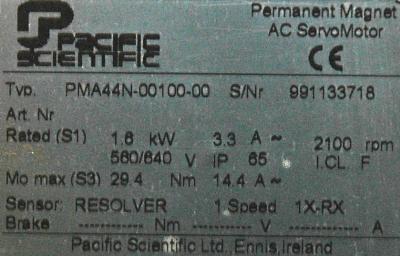 Permanent Magnet
AC ServoMotor
PACIFIC
SCIENTIFIC
CE
Typ. PMA44N-00100-00 S/Nr 991133718
Art. Nr
Rated (S1) 1.6 kW 3.3 A ~ 2100 rpm
560/640 V IP 65 I.CL. F
Mo max (S3) 29.4 Nm 14.4 A ~
Sensor: RESOLVER 1.Speed 1X-RX
Brake ----------- Nm ----------- V ----------- A
Pacific Scientific Ltd., Ennis, Ireland